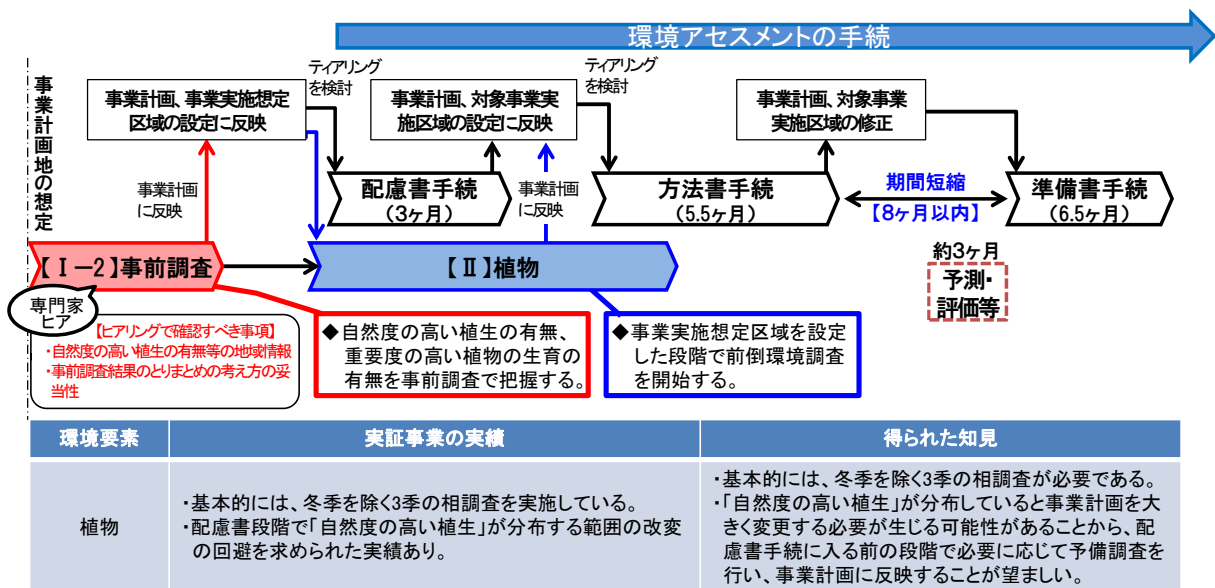 環境アセスメントの手続
事業計画地の想定
事業計画、事業実施想定
区域の設定に反映
ティアリング
を検討
事業計画、対象事業実
施区域の設定に反映
ティアリング
を検討
事業計画、対象事業
実施区域の修正
事業計画
に反映
配慮書手続
（3ヶ月）
事業計画
に反映
方法書手続
（5.5ヶ月）
期間短縮
【8ヶ月以内】
準備書手続
（6.5ヶ月）
【Ⅰ－2】事前調査
【Ⅱ】植物
約3ヶ月
予測・
評価等
専門家
ヒア
【ヒアリングで確認すべき事項】
・自然度の高い植生の有無等の地域情報
・事前調査結果のとりまとめの考え方の妥
当性
◆自然度の高い植生の有無、
重要度の高い植物の生育の
有無を事前調査で把握する。
◆事業実施想定区域を設定
した段階で前倒環境調査
を開始する。
環境要素
実証事業の実績
得られた知見
植物
・基本的には、冬季を除く3季の相調査を実施している。
・配慮書段階で「自然度の高い植生」が分布する範囲の改変
の回避を求められた実績あり。
・基本的には、冬季を除く3季の相調査が必要である。
・「自然度の高い植生」が分布していると事業計画を大
きく変更する必要が生じる可能性があることから、配
慮書手続に入る前の段階で必要に応じて予備調査を
行い、事業計画に反映することが望ましい。